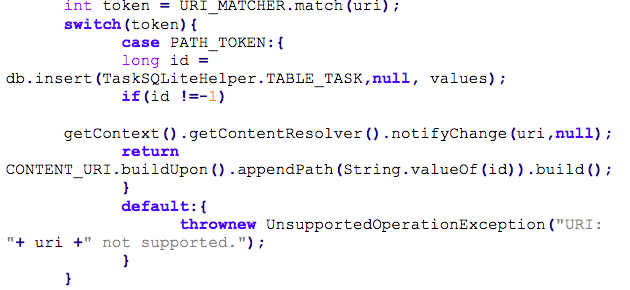 int token = URI_MATCHER.match(uri);
switch(token){
case PATH_TOKEN:{
long id =
db.insert(TaskSQLiteHelper.TABLE_TASK,null, values);
if(id !=-1)
getContext().getContentResolver().notifyChange(uri,null);
return
CONTENT_URI.buildUpon().appendPath(String.valueOf(id)).build();
}
default:{
thrownew UnsupportedOperationException("URI:
"+ uri +" not supported.");
}
}